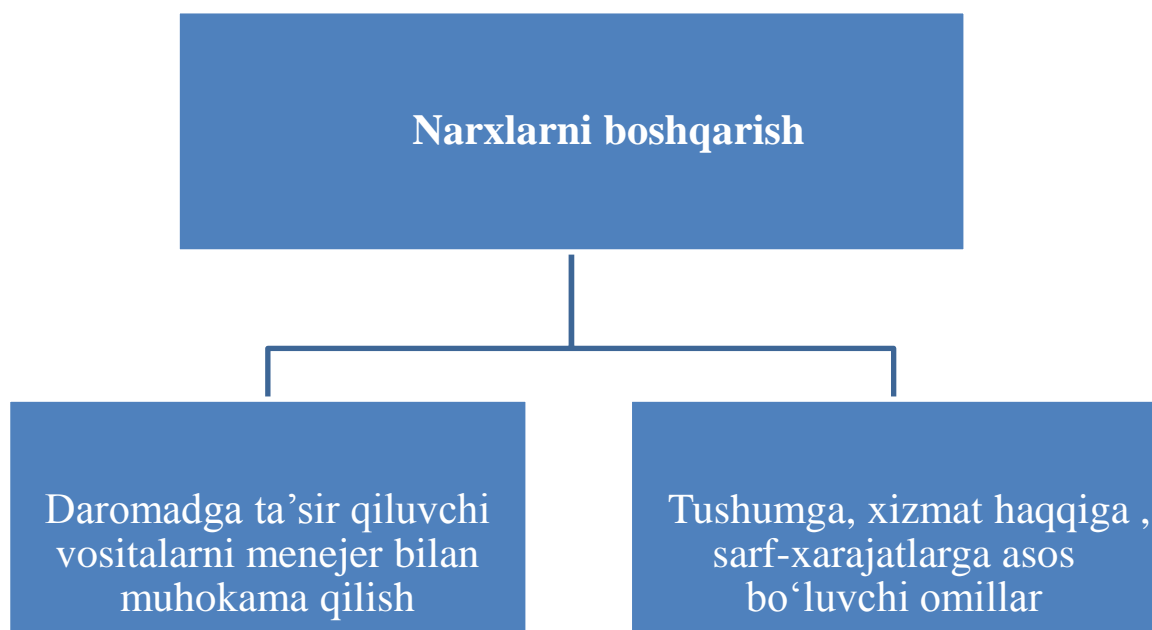 Narxlarni boshqarish
Daromadga ta’sir qiluvchi
vositalarni menejer bilan
muhokama qilish
Tushumga, xizmat haqqiga ,
sarf-xarajatlarga asos
bo‘luvchi omillar